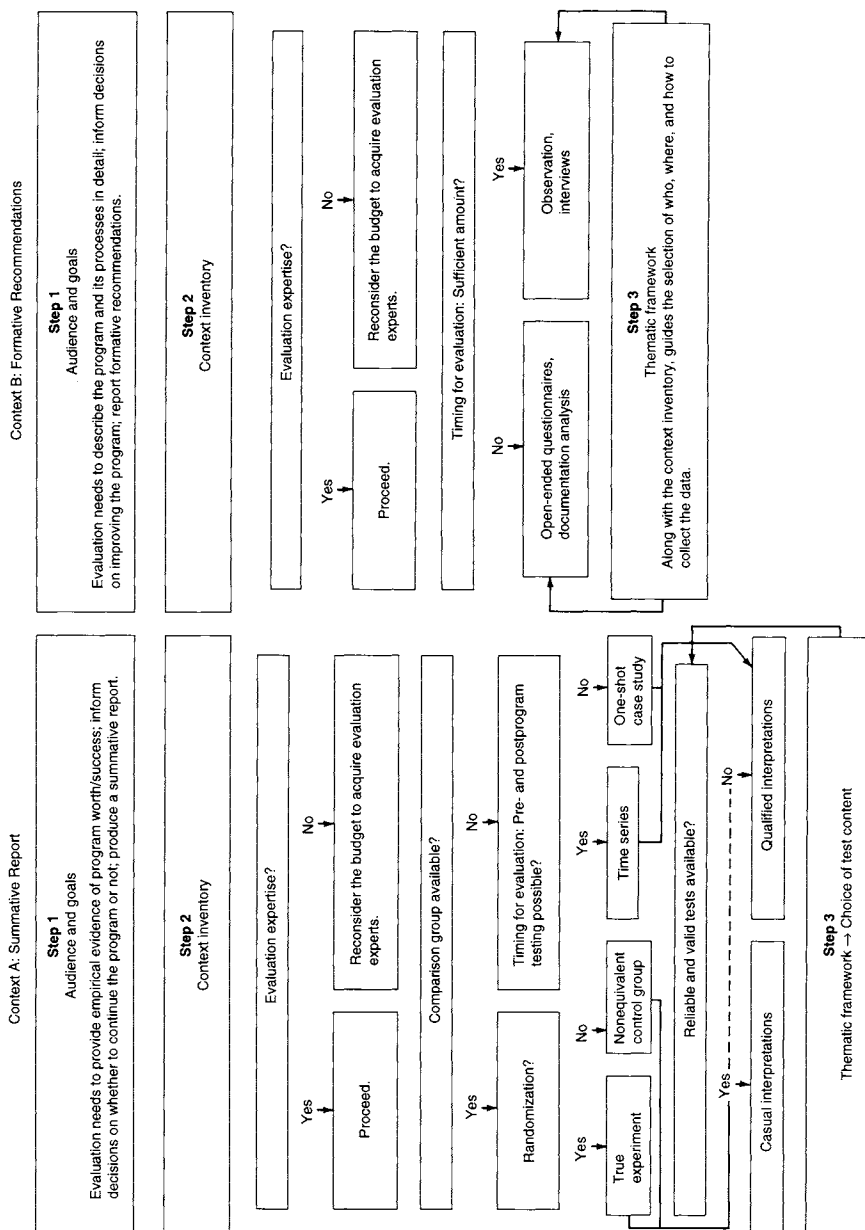 Context A: Summative Report
Step 1
Audience and goals
Evaluation needs to provide empirical evidence of program worth/success; inform
decisions on whether to continue the program or not; produce a summative report.
Step 2
Context inventory
Evaluation expertise?
Yes
No
Proceed.
Reconsider the budget to acquire evaluation
experts.
Comparison group available?
Yes
No
Randomization?
Timing for evaluation: Pre- and postprogram
testing possible?
Yes
No
Yes
No
True
experiment
Nonequivalent
control group
Time series
One-shot
case study
Reliable and valid tests available?
Yes
No
Casual interpretations
Qualified interpretations
Step 3
Thematic framework → Choice of test content
Context B: Formative Recommendations
Step 1
Audience and goals
Evaluation needs to describe the program and its processes in detail; inform decisions
on improving the program; report formative recommendations.
Step 2
Context inventory
Evaluation expertise?
Yes
No
Proceed.
Reconsider the budget to acquire evaluation
experts.
Timing for evaluation: Sufficient amount?
No
Yes
Open-ended questionnaires,
documentation analysis
Observation,
interviews
Step 3
Thematic framework
Along with the context inventory, guides the selection of who, where, and how to
collect the data.